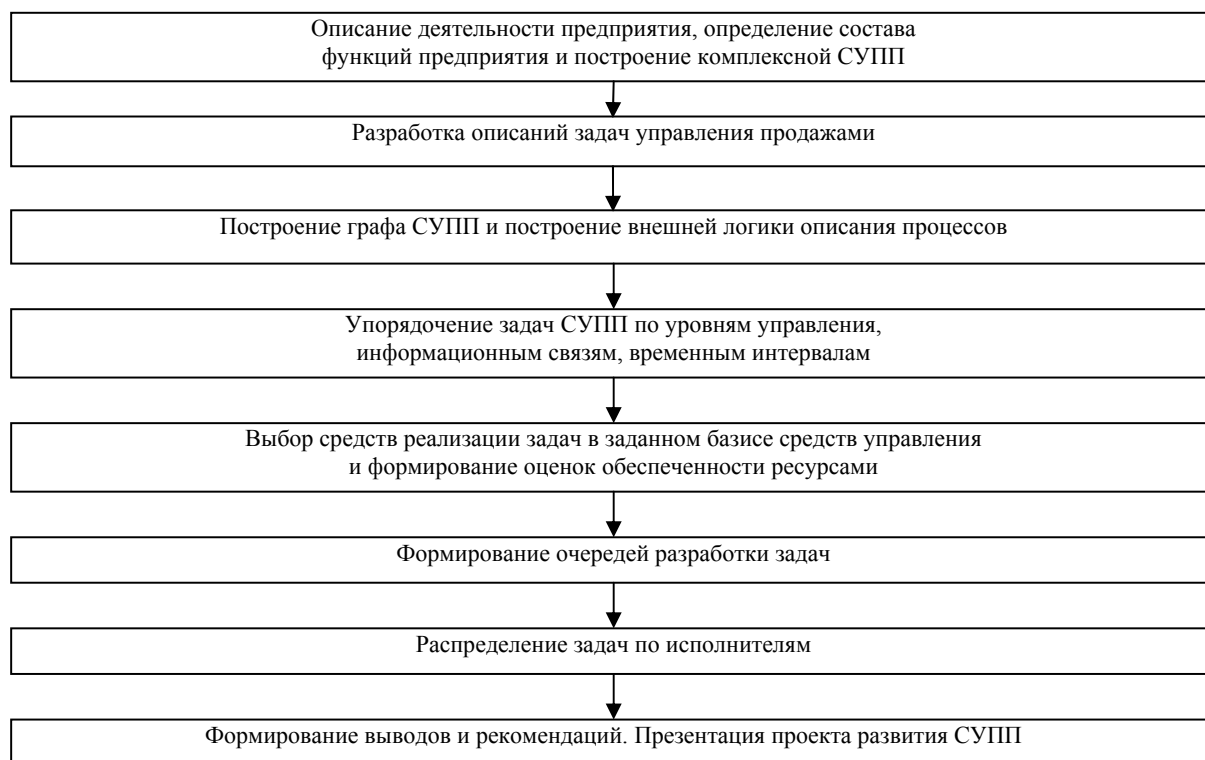 Описание деятельности предприятия, определение состава
функций предприятия и построение комплексной СУПП
Разработка описаний задач управления продажами
Построение графа СУПП и построение внешней логики описания процессов
Упорядочение задач СУПП по уровням управления,
информационным связям, временным интервалам
Выбор средств реализации задач в заданном базисе средств управления
и формирование оценок обеспеченности ресурсами
Формирование очередей разработки задач
Распределение задач по исполнителям
Формирование выводов и рекомендаций. Презентация проекта развития СУПП